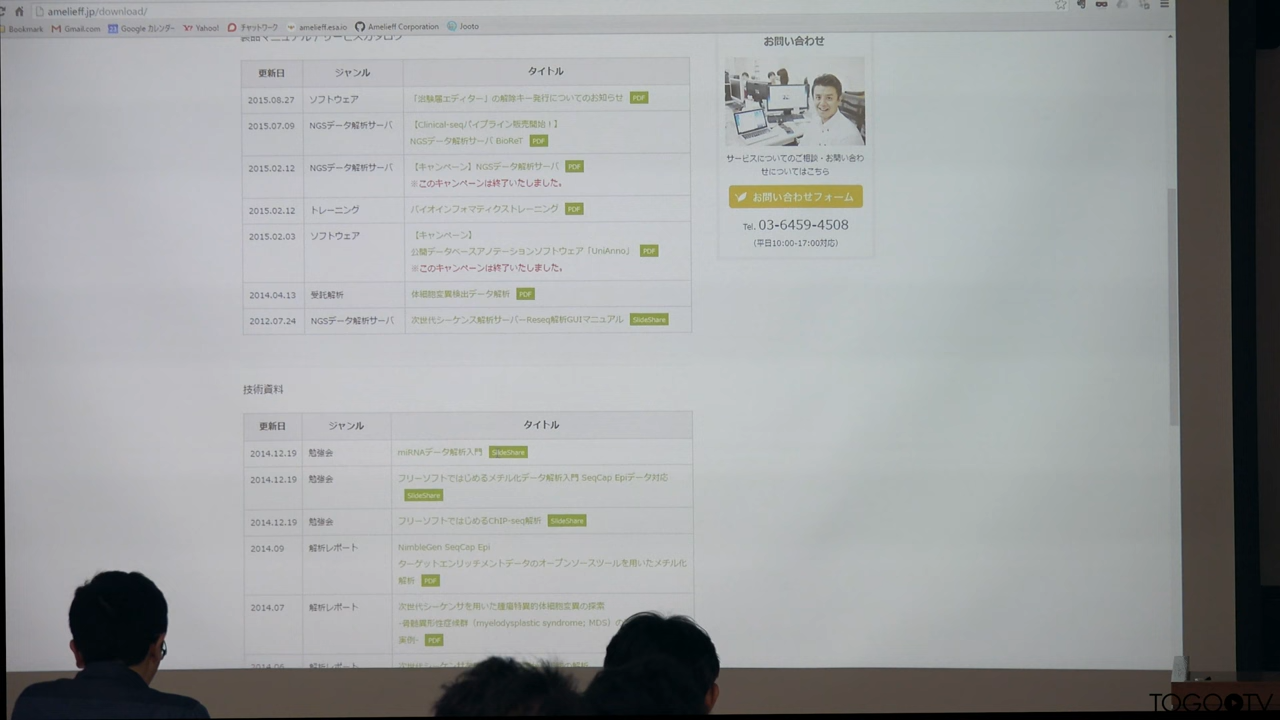 amelieff.jp/download/
Bookmark Gmail.com Google カレンダー Yahoo! チャットワーク amelieff.esa.io Amelieff Corporation Jooto
製品マニュアル / サービスカタログ
更新日 ジャンル タイトル
2015.08.27 ソフトウェア 「出験届エディター」の解除キー発行についてのお知らせ PDF
2015.07.09 NGSデータ解析サーバ 【Clinical-seqパイプライン販売開始！】
NGSデータ解析サーバ BioReT PDF
2015.02.12 NGSデータ解析サーバ 【キャンペーン】NGSデータ解析サーバ PDF
※このキャンペーンは終了いたしました。
2015.02.12 トレーニング バイオインフォマティクストレーニング PDF
2015.02.03 ソフトウェア 【キャンペーン】
公開データベースアノテーションソフトウェア「UniAnno」 PDF
※このキャンペーンは終了いたしました。
2014.04.13 受託解析 体細胞変異検出データ解析 PDF
2012.07.24 NGSデータ解析サーバ 次世代シーケンス解析サーバーReseq解析GUIマニュアル SlideShare
お問い合わせ
サービスについてのご相談・お問い合わ
せについてはこちら
お問い合わせフォーム
Tel. 03-6459-4508
(平日10:00-17:00対応)
技術資料
更新日 ジャンル タイトル
2014.12.19 勉強会 miRNAデータ解析入門 SlideShare
2014.12.19 勉強会 フリーソフトではじめるメチル化データ解析入門 SeqCap Epiデータ対応
SlideShare
2014.12.19 勉強会 フリーソフトではじめるChIP-seq解析 SlideShare
2014.09 解析レポート NimbleGen SeqCap Epi
ターゲットエンリッチメントデータのオープンソースツールを用いたメチル化
解析 PDF
2014.07 解析レポート 次世代シーケンサを用いた腫瘍特異的体細胞変異の探索
-骨髄異形性症候群（myelodysplastic syndrome; MDS）の
実例- PDF
2014.06 解析レポート
TOGOTV